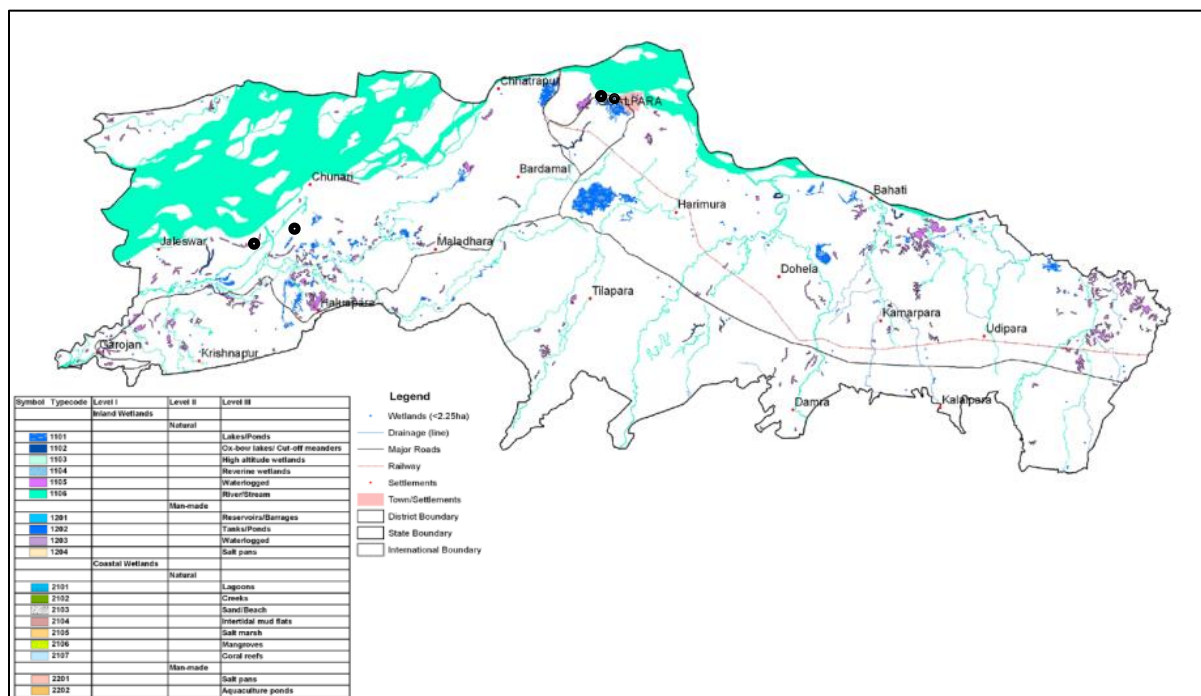 Chhatrapur
ALPARA
Chunari
Bardamal
Bahati
Harimura
Jaleswar
Maladhara
Dohela
Tilapara
Haluapara
Kamarpara
Udipara
Garojan
Krishnapur
Damra
Kalaipara
Symbol Typecode Level I Level II Level III
Inland Wetlands
Natural
1101 Lakes/Ponds
1102 Ox-bow lakes/ Cut-off meanders
1103 High altitude wetlands
1104 Reverine wetlands
1105 Waterlogged
1106 River/Stream
Man-made
1201 Reservoirs/Barrages
1202 Tanks/Ponds
1203 Waterlogged
1204 Salt pans
Coastal Wetlands
Natural
2101 Lagoons
2102 Creeks
2103 Sand/Beach
2104 Intertidal mud flats
2105 Salt marsh
2106 Mangroves
2107 Coral reefs
Man-made
2201 Salt pans
2202 Aquaculture ponds
Legend
Wetlands (<2.25ha)
Drainage (line)
Major Roads
Railway
Settlements
Town/Settlements
District Boundary
State Boundary
International Boundary